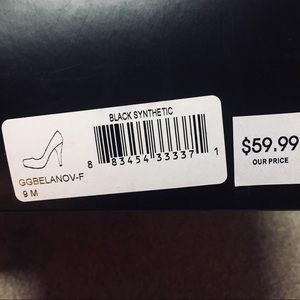 BLACK SYNTHETIC
8 83454 33337 1
GGBELANOV-F
9 M
$59.99
OUR PRICE